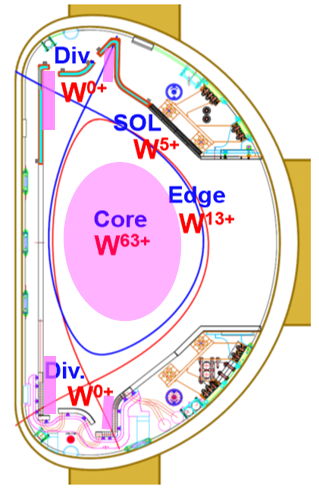 Div.
W⁰⁺
SOL
W⁵⁺
Edge
W¹³⁺
Core
W⁶³⁺
Div.
W⁰⁺